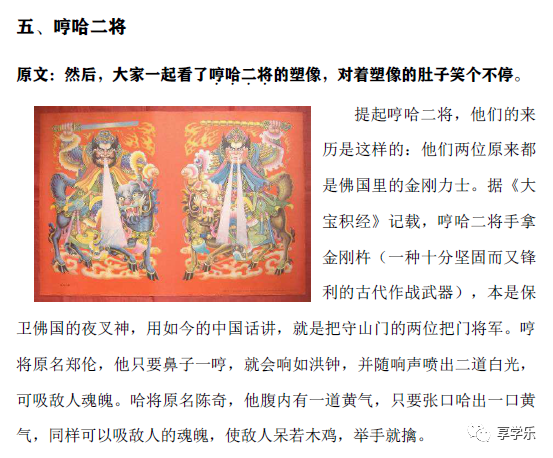 五、哼哈二将
原文：然后，大家一起看了哼哈二将的塑像，对着塑像的肚子笑个不停。
提起哼哈二将，他们的来
历是这样的：他们两位原来都
是佛国里的金刚力士。据《大
宝积经》记载，哼哈二将手拿
金刚杵（一种十分坚固而又锋
利的古代作战武器），本是保
卫佛国的夜叉神，用如今的中国话讲，就是把守山门的两位把门将军。哼
将原名郑伦，他只要鼻子一哼，就会响如洪钟，并随响声喷出二道白光，
可吸敌人魂魄。哈将原名陈奇，他腹内有一道黄气，只要张口哈出一口黄
气，同样可以吸敌人的魂魄，使敌人呆若木鸡，举手就擒。
享学乐